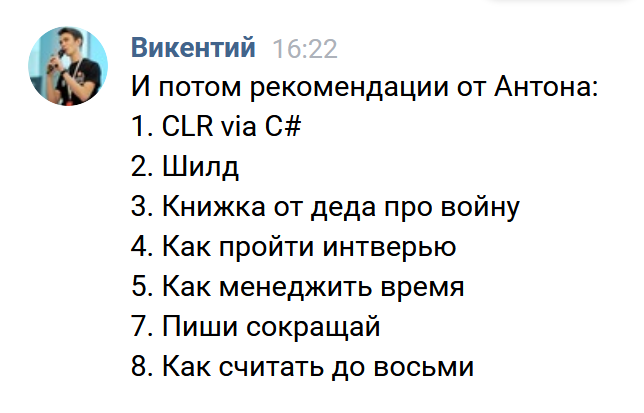 Викентий 16:22
И потом рекомендации от Антона:
1. CLR via C#
2. Шилд
3. Книжка от деда про войну
4. Как пройти интверью
5. Как менеджить время
7. Пиши сокращай
8. Как считать до восьми